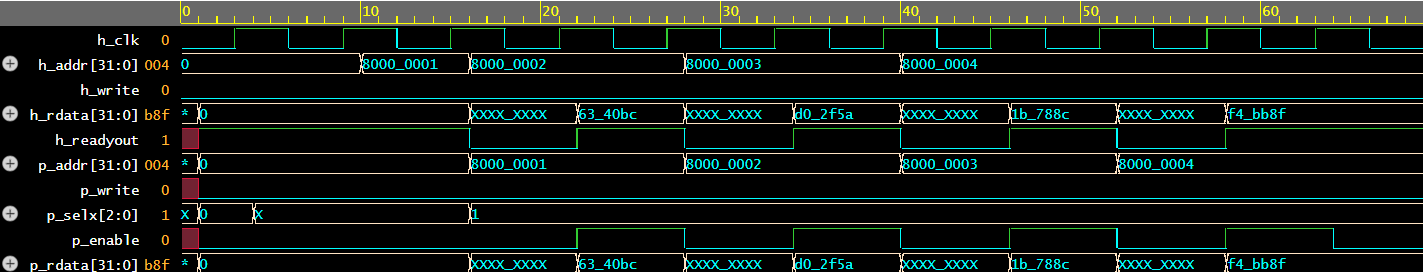 0 10 20 30 40 50 60
h_clk 0
h_addr[31:0] 004 0 8000_0001 8000_0002 8000_0003 8000_0004
h_write 0
h_rdata[31:0] b8f * 0 XXXX_XXXX 63_40bc XXXX_XXXX d0_2f5a XXXX_XXXX 1b_788c XXXX_XXXX f4_bb8f
h_readyout 1
p_addr[31:0] 004 * 0 8000_0001 8000_0002 8000_0003 8000_0004
p_write 0
p_selx[2:0] 1 X 0 X 1
p_enable 0
p_rdata[31:0] b8f * 0 XXXX_XXXX 63_40bc XXXX_XXXX d0_2f5a XXXX_XXXX 1b_788c XXXX_XXXX f4_bb8f